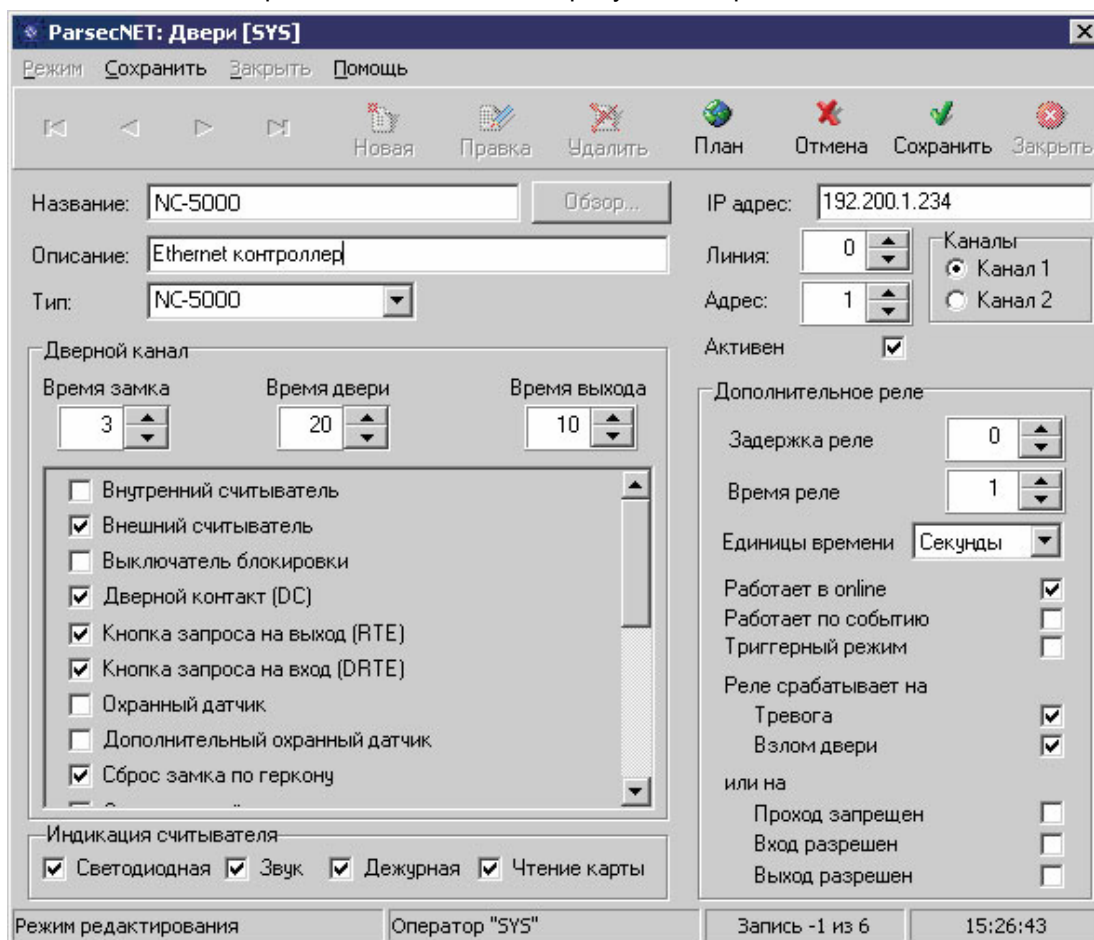 ParsecNET: Двери [SYS]
Режим Сохранить Закрыть Помощь
Новая Правка Удалить План Отмена Сохранить Закрыть
Название: NC-5000 Обзор...
Описание: Ethernet контроллер
Тип: NC-5000
IP адрес: 192.200.1.234
Линия: 0
Адрес: 1
Каналы
Канал 1
Канал 2
Активен
Дверной канал
Время замка Время двери Время выхода
3 20 10
Внутренний считыватель
Внешний считыватель
Выключатель блокировки
Дверной контакт (DC)
Кнопка запроса на выход (RTE)
Кнопка запроса на вход (DRTE)
Охранный датчик
Дополнительный охранный датчик
Сброс замка по геркону
Индикация считывателя
Светодиодная Звук Дежурная Чтение карты
Дополнительное реле
Задержка реле 0
Время реле 1
Единицы времени Секунды
Работает в online
Работает по событию
Триггерный режим
Реле срабатывает на
Тревога
Взлом двери
или на
Проход запрещен
Вход разрешен
Выход разрешен
Режим редактирования Оператор "SYS" Запись -1 из 6 15:26:43